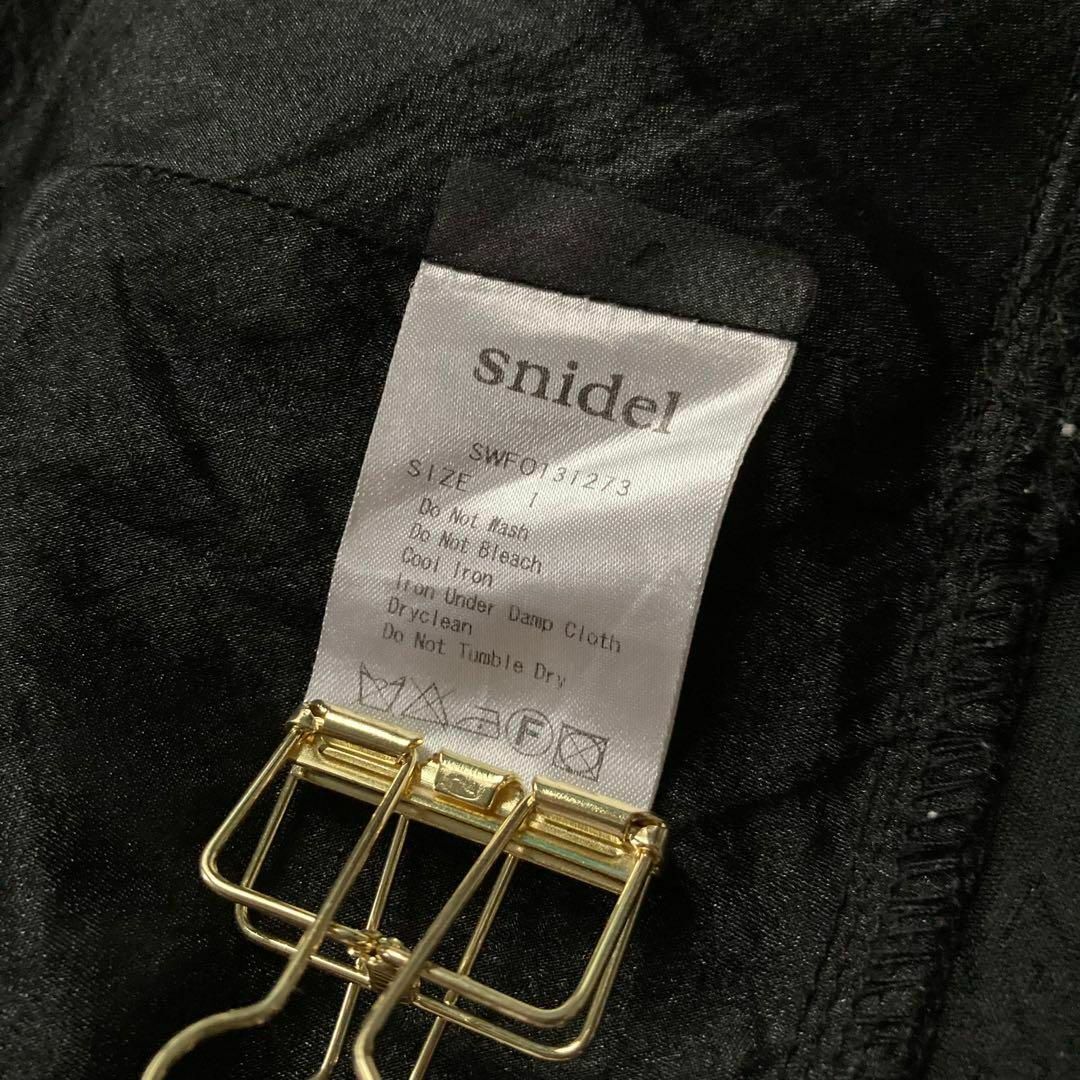 snidel
SWFO131273
SIZE 1
Do Not Wash
Do Not Bleach
Cool Iron
Iron Under Damp Cloth
Dryclean
Do Not Tumble Dry
F